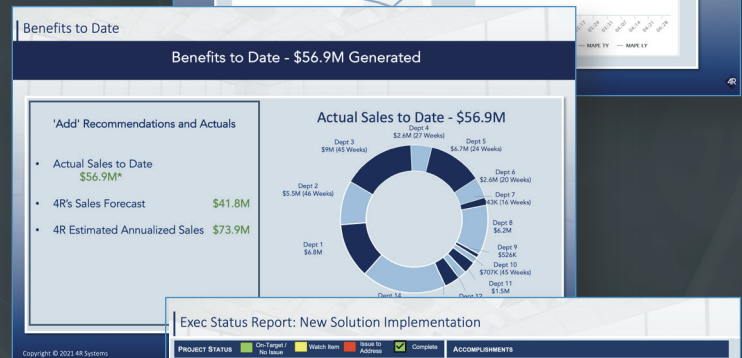 MAPE TY
MAPE LY
4R
Benefits to Date
Benefits to Date - $56.9M Generated
'Add' Recommendations and Actuals
• Actual Sales to Date
$56.9M*
• 4R's Sales Forecast $41.8M
• 4R Estimated Annualized Sales $73.9M
Actual Sales to Date - $56.9M
Dept 4
$2.6M (27 Weeks)
Dept 3
$9M (45 Weeks)
Dept 5
$6.7M (24 Weeks)
Dept 6
$2.6M (20 Weeks)
Dept 2
$5.5M (46 Weeks)
Dept 7
43K (16 Weeks)
Dept 8
$6.2M
Dept 1
$6.8M
Dept 9
$526K
Dept 10
$707K (45 Weeks)
Dept 11
$1.5M
Dept 14
Dept 12
Copyright © 2021 4R Systems
Exec Status Report: New Solution Implementation
PROJECT STATUS
On-Target /
No Issue
Watch Item
Issue to
Address
Complete
ACCOMPLISHMENTS